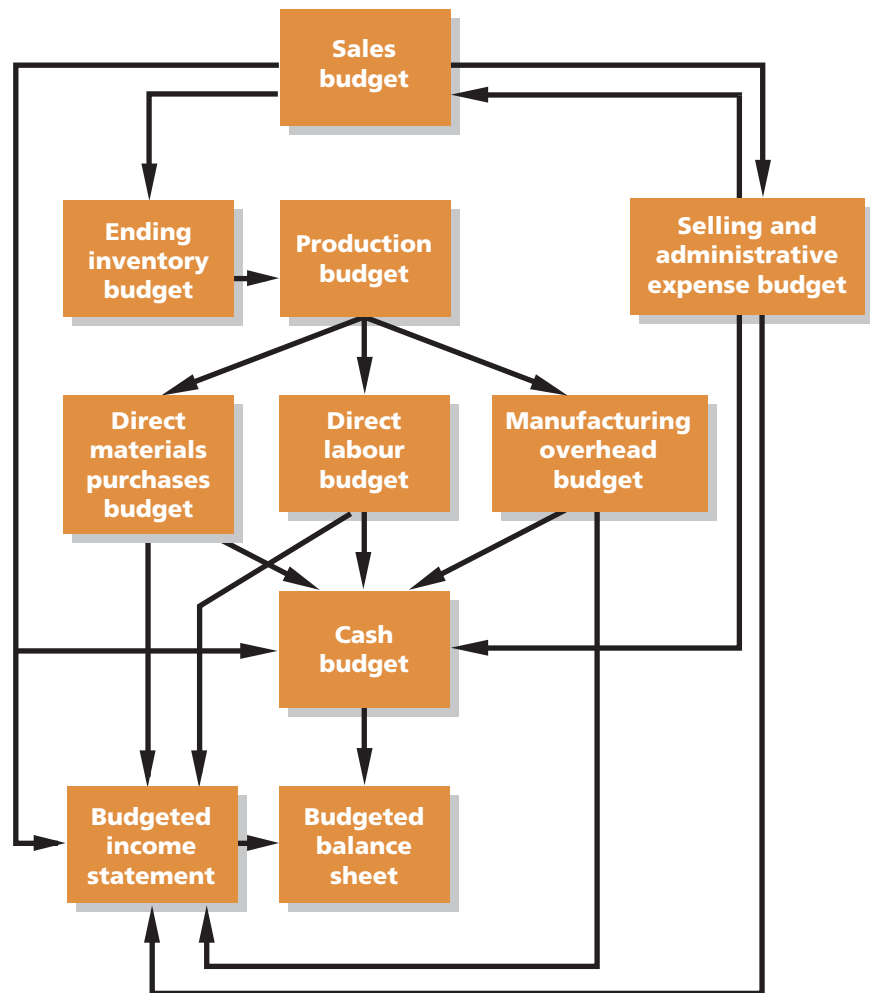 Sales
budget
Ending
inventory
budget
Production
budget
Selling and
administrative
expense budget
Direct
materials
purchases
budget
Direct
labour
budget
Manufacturing
overhead
budget
Cash
budget
Budgeted
income
statement
Budgeted
balance
sheet